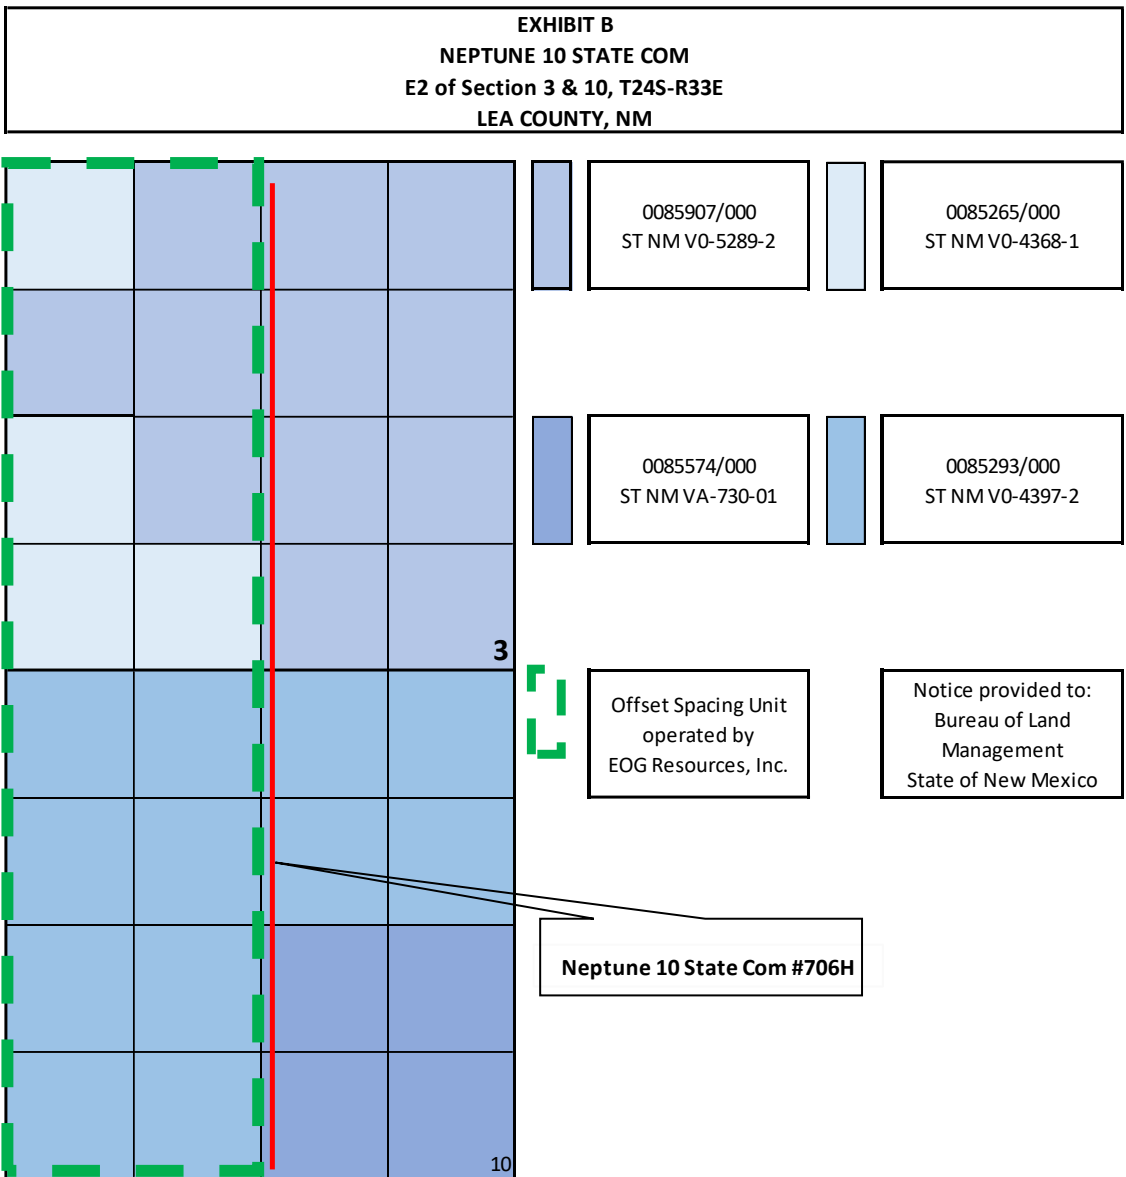 EXHIBIT B
NEPTUNE 10 STATE COM
E2 of Section 3 & 10, T24S-R33E
LEA COUNTY, NM
0085907/000
ST NM V0-5289-2
0085265/000
ST NM V0-4368-1
0085574/000
ST NM VA-730-01
0085293/000
ST NM V0-4397-2
3
Offset Spacing Unit
operated by
EOG Resources, Inc.
Notice provided to:
Bureau of Land
Management
State of New Mexico
Neptune 10 State Com #706H
10